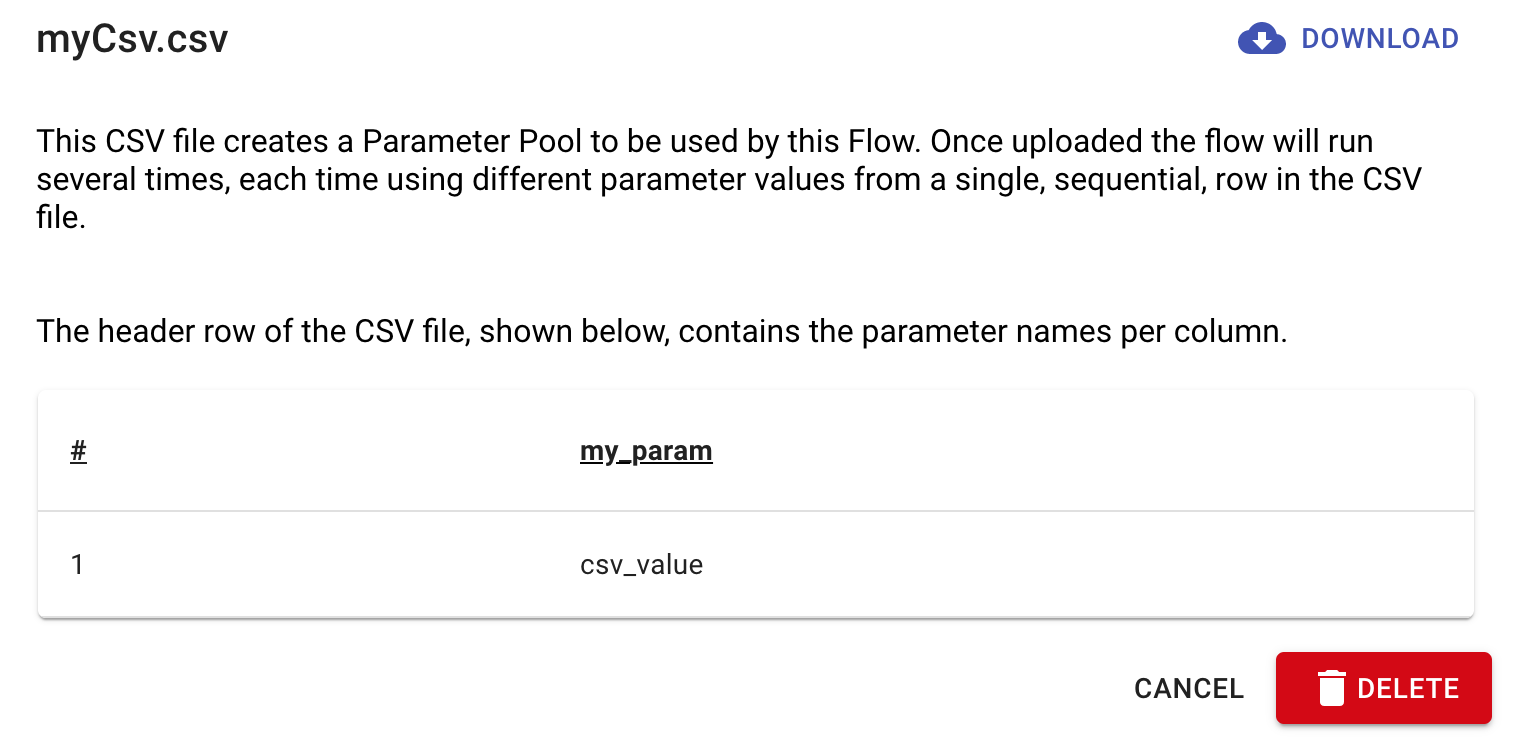 myCsv.csv
DOWNLOAD
This CSV file creates a Parameter Pool to be used by this Flow. Once uploaded the flow will run
several times, each time using different parameter values from a single, sequential, row in the CSV
file.
The header row of the CSV file, shown below, contains the parameter names per column.
# my_param
1 csv_value
CANCEL DELETE